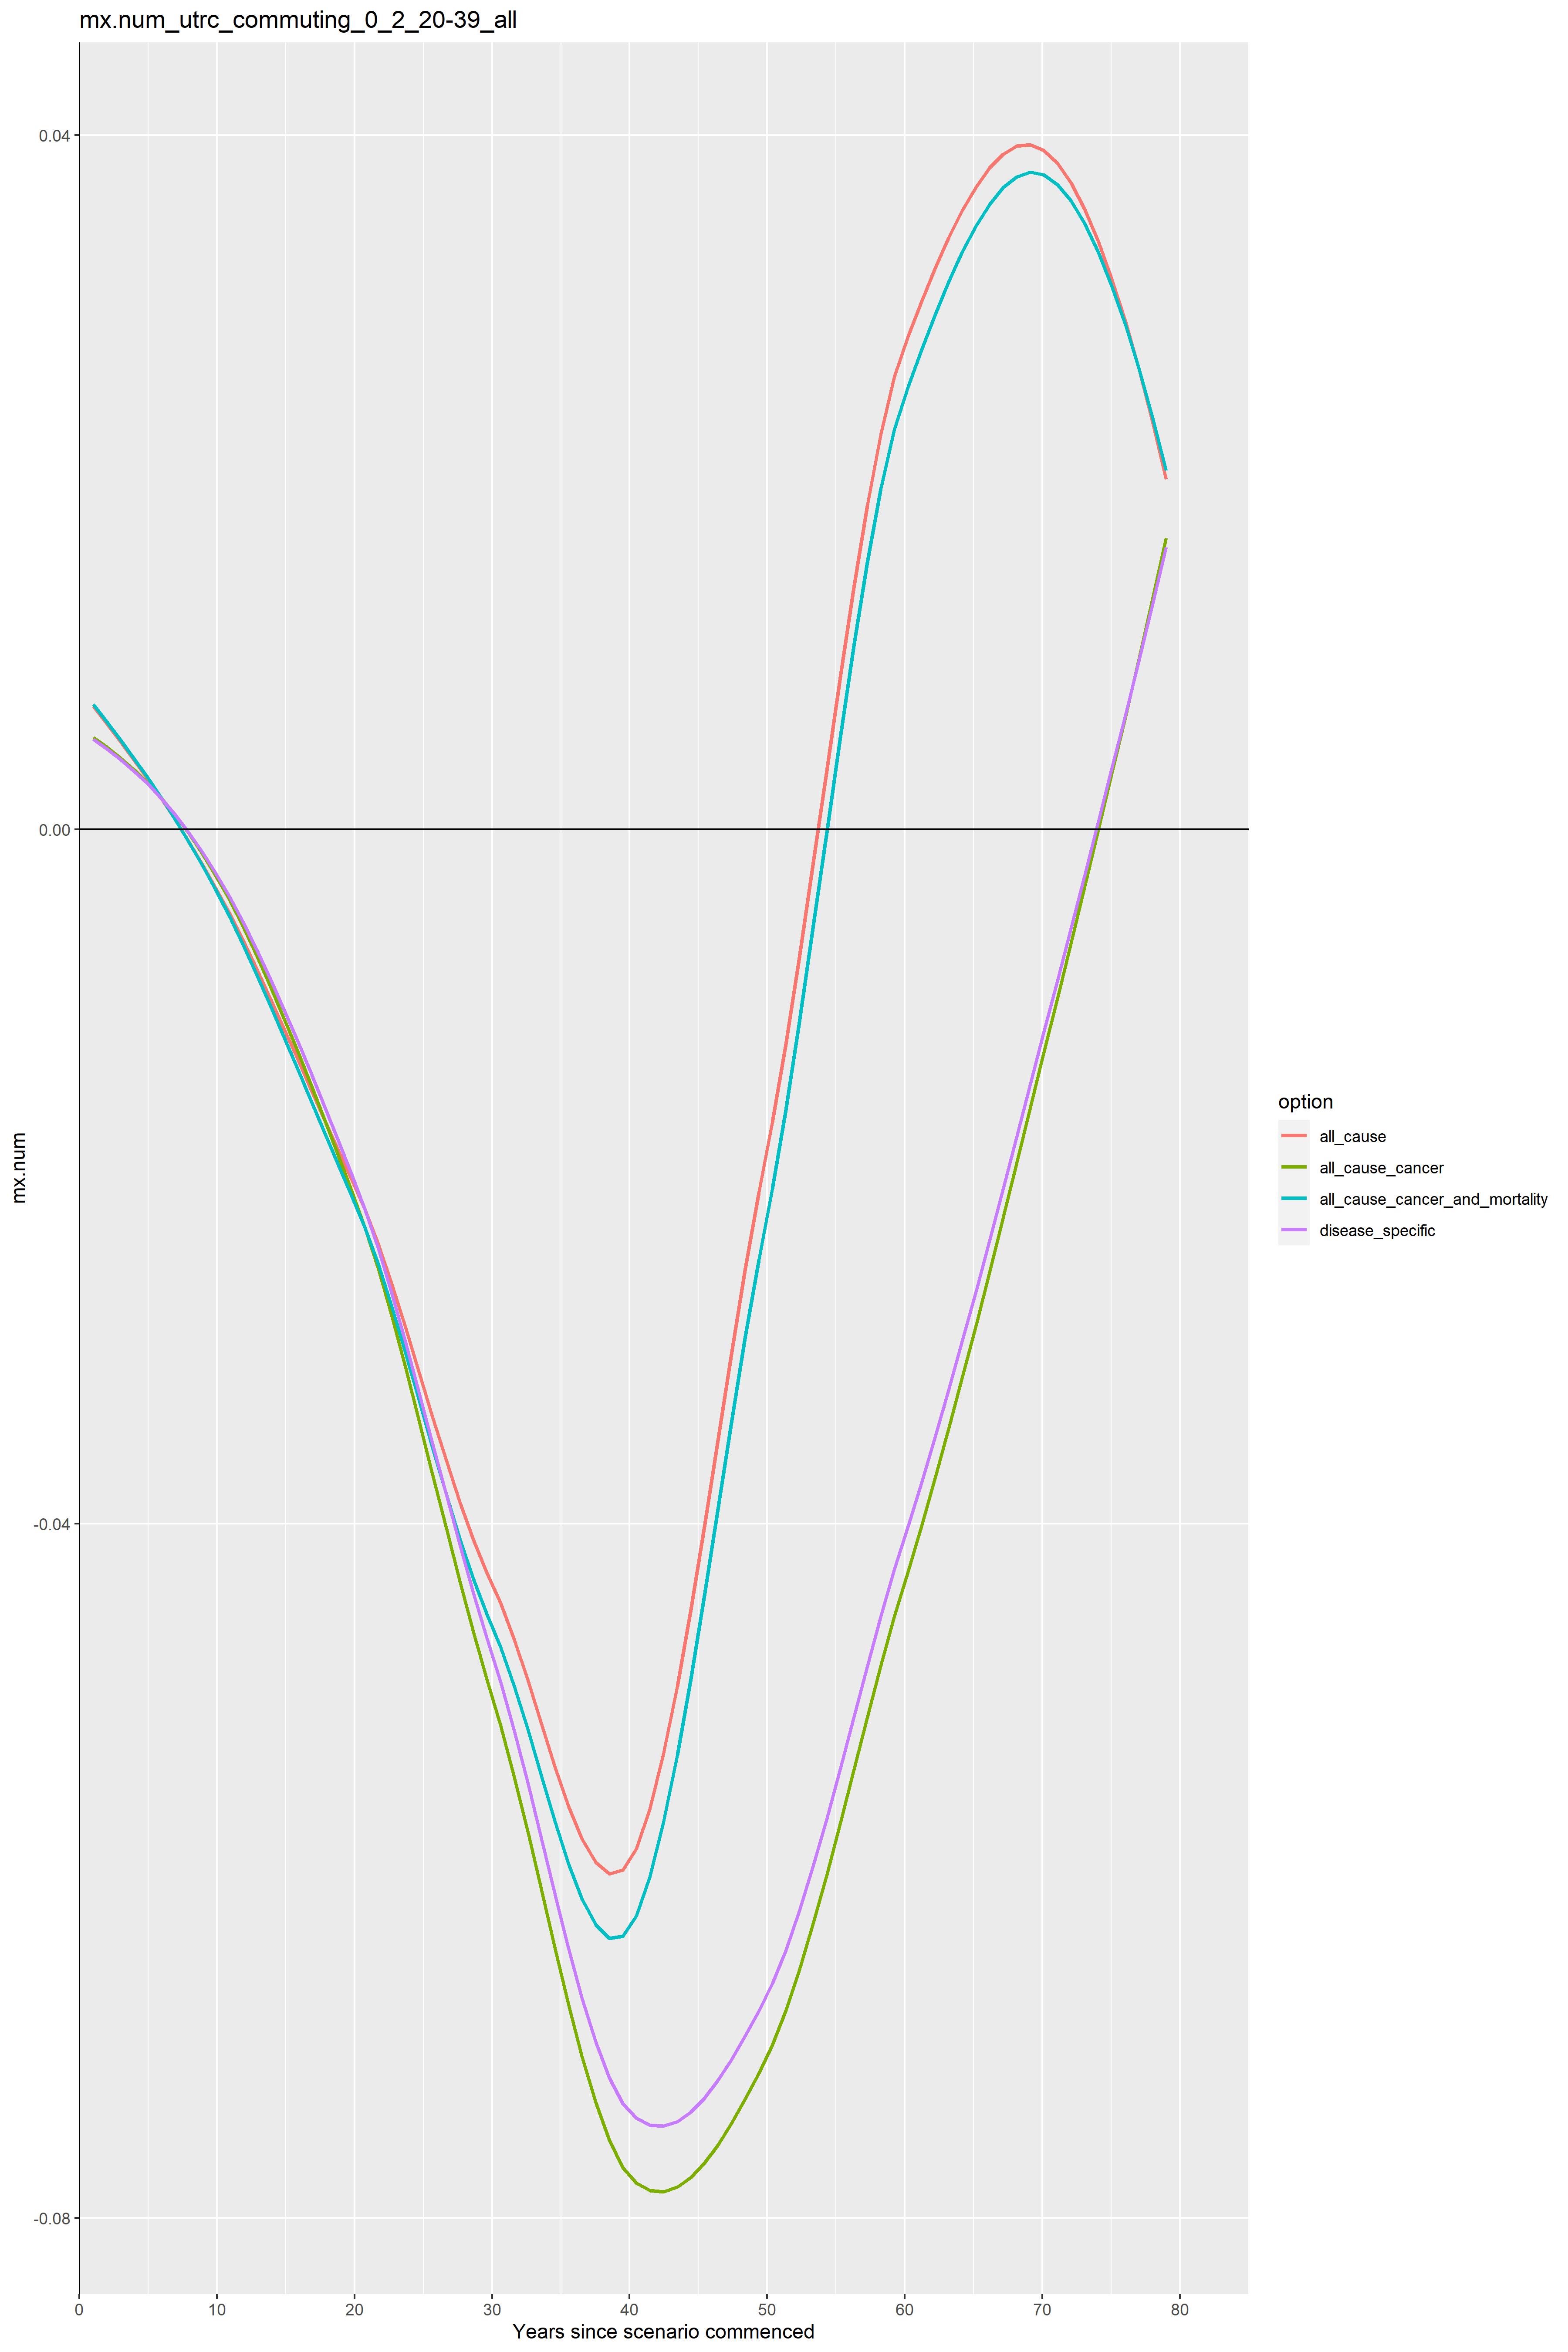 mx.num_utrc_commuting_0_2_20-39_all
0.04
0.00
-0.04
-0.08
mx.num
0 10 20 30 40 50 60 70 80
Years since scenario commenced
option
all_cause
all_cause_cancer
all_cause_cancer_and_mortality
disease_specific